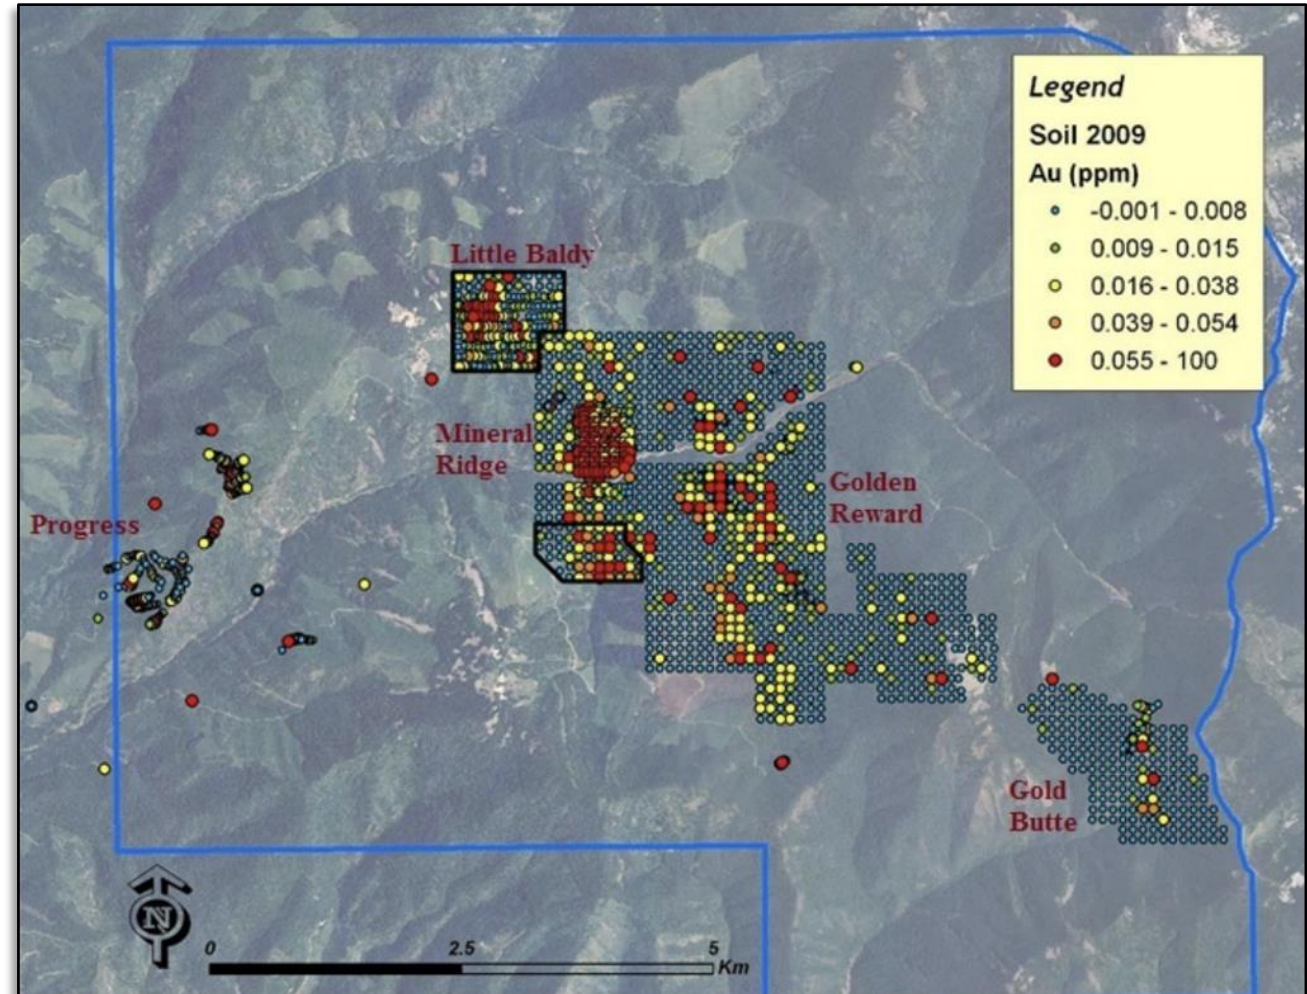 Legend
Soil 2009
Au (ppm)
-0.001 - 0.008
0.009 - 0.015
0.016 - 0.038
0.039 - 0.054
0.055 - 100
Little Baldy
Mineral
Ridge
Golden
Reward
Progress
Gold
Butte
N
0 2.5 5
Km